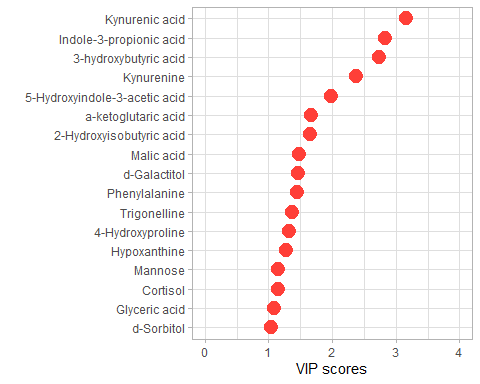 Kynurenic acid
Indole-3-propionic acid
3-hydroxybutyric acid
Kynurenine
5-Hydroxyindole-3-acetic acid
a-ketoglutaric acid
2-Hydroxyisobutyric acid
Malic acid
d-Galactitol
Phenylalanine
Trigonelline
4-Hydroxyproline
Hypoxanthine
Mannose
Cortisol
Glyceric acid
d-Sorbitol
0 1 2 3 4
VIP scores